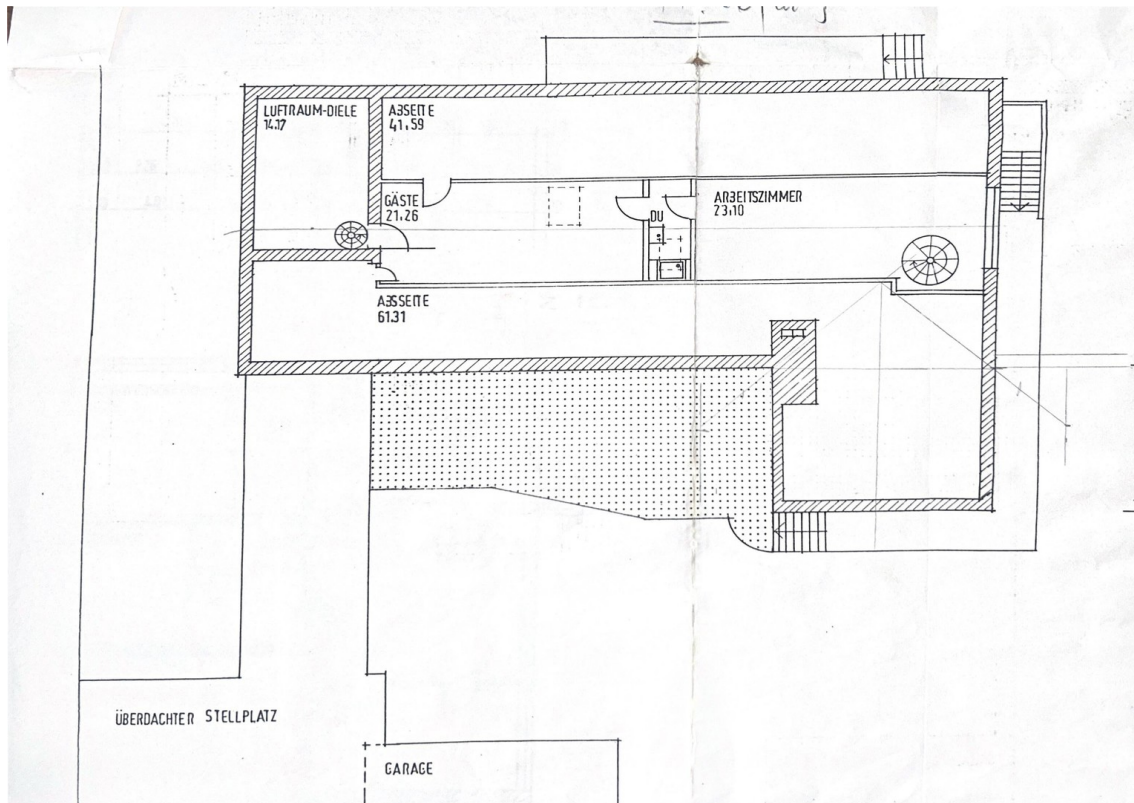 LUFTRAUM-DIELE
14.17
ABSEITE
41.59
GÄSTE
21.26
DU
ARBEITSZIMMER
23.10
ABSEITE
61.31
ÜBERDACHTER STELLPLATZ
GARAGE